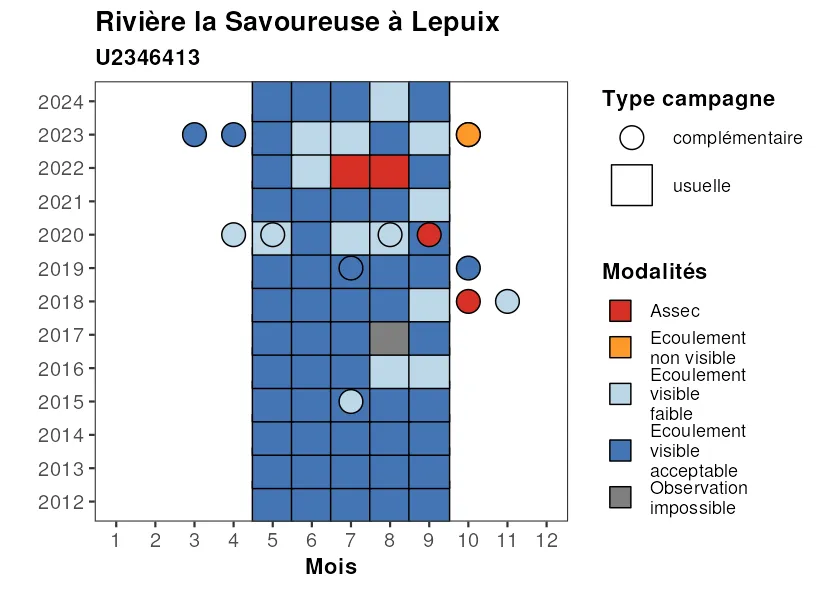 Rivière la Savoureuse à Lepuix
U2346413
2024
2023
2022
2021
2020
2019
2018
2017
2016
2015
2014
2013
2012
1 2 3 4 5 6 7 8 9 10 11 12
Mois
Type campagne
complémentaire
usuelle
Modalités
Assec
Ecoulement
non visible
Ecoulement
visible
faible
Ecoulement
visible
acceptable
Observation
impossible